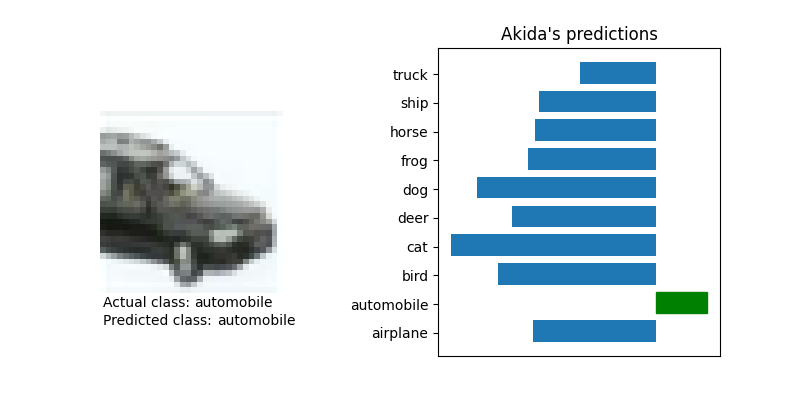 Akida's predictions
truck
ship
horse
frog
dog
deer
cat
bird
automobile
airplane
Actual class: automobile
Predicted class: automobile